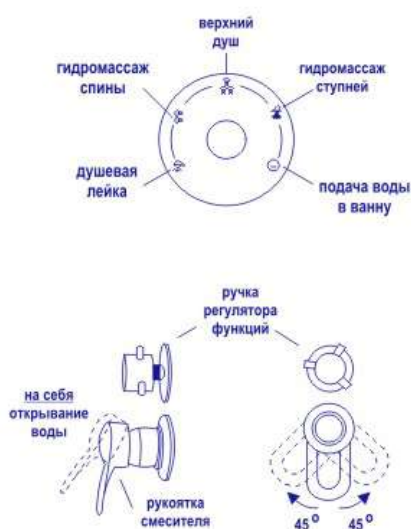 верхний
душ
гидромассаж
спины
гидромассаж
ступней
душевая
лейка
подача воды
в ванну
ручка
регулятора
функций
на себя
открывание
воды
рукоятка
смесителя
45°
45°